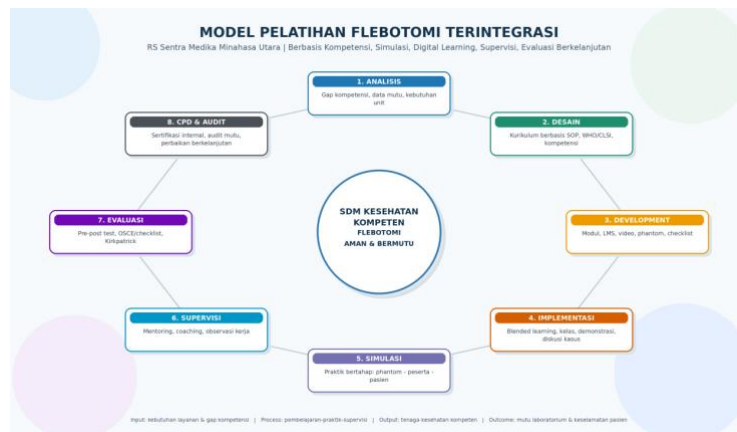 MODEL PELATIHAN FLEBOTOMI TERINTEGRASI
RS Sentra Medika Minahasa Utara | Berbasis Kompetensi, Simulasi, Digital Learning, Supervisi, Evaluasi Berkelanjutan
1. ANALISIS
Gap kompetensi, data mutu, kebutuhan
unit
2. DESAIN
Kurikulum berbasis SOP, WHO/CLSI,
kompetensi
3. DEVELOPMENT
Modul, LMS, video, phantom, checklist
4. IMPLEMENTASI
Blended learning, kelas, demonstrasi,
diskusi kasus
5. SIMULASI
Praktik bertahap: phantom - peserta -
pasien
6. SUPERVISI
Mentoring, coaching, observasi kerja
7. EVALUASI
Pre-post test, OSCE/checklist,
Kirkpatrick
8. CPD & AUDIT
Sertifikasi internal, audit mutu,
perbaikan berkelanjutan
SDM KESEHATAN
KOMPETEN
FLEBOTOMI
AMAN & BERMUTU
Input: kebutuhan layanan & gap kompetensi | Process: pembelajaran-praktik-supervisi | Output: tenaga kesehatan kompeten | Outcome: mutu laboratorium & keselamatan pasien